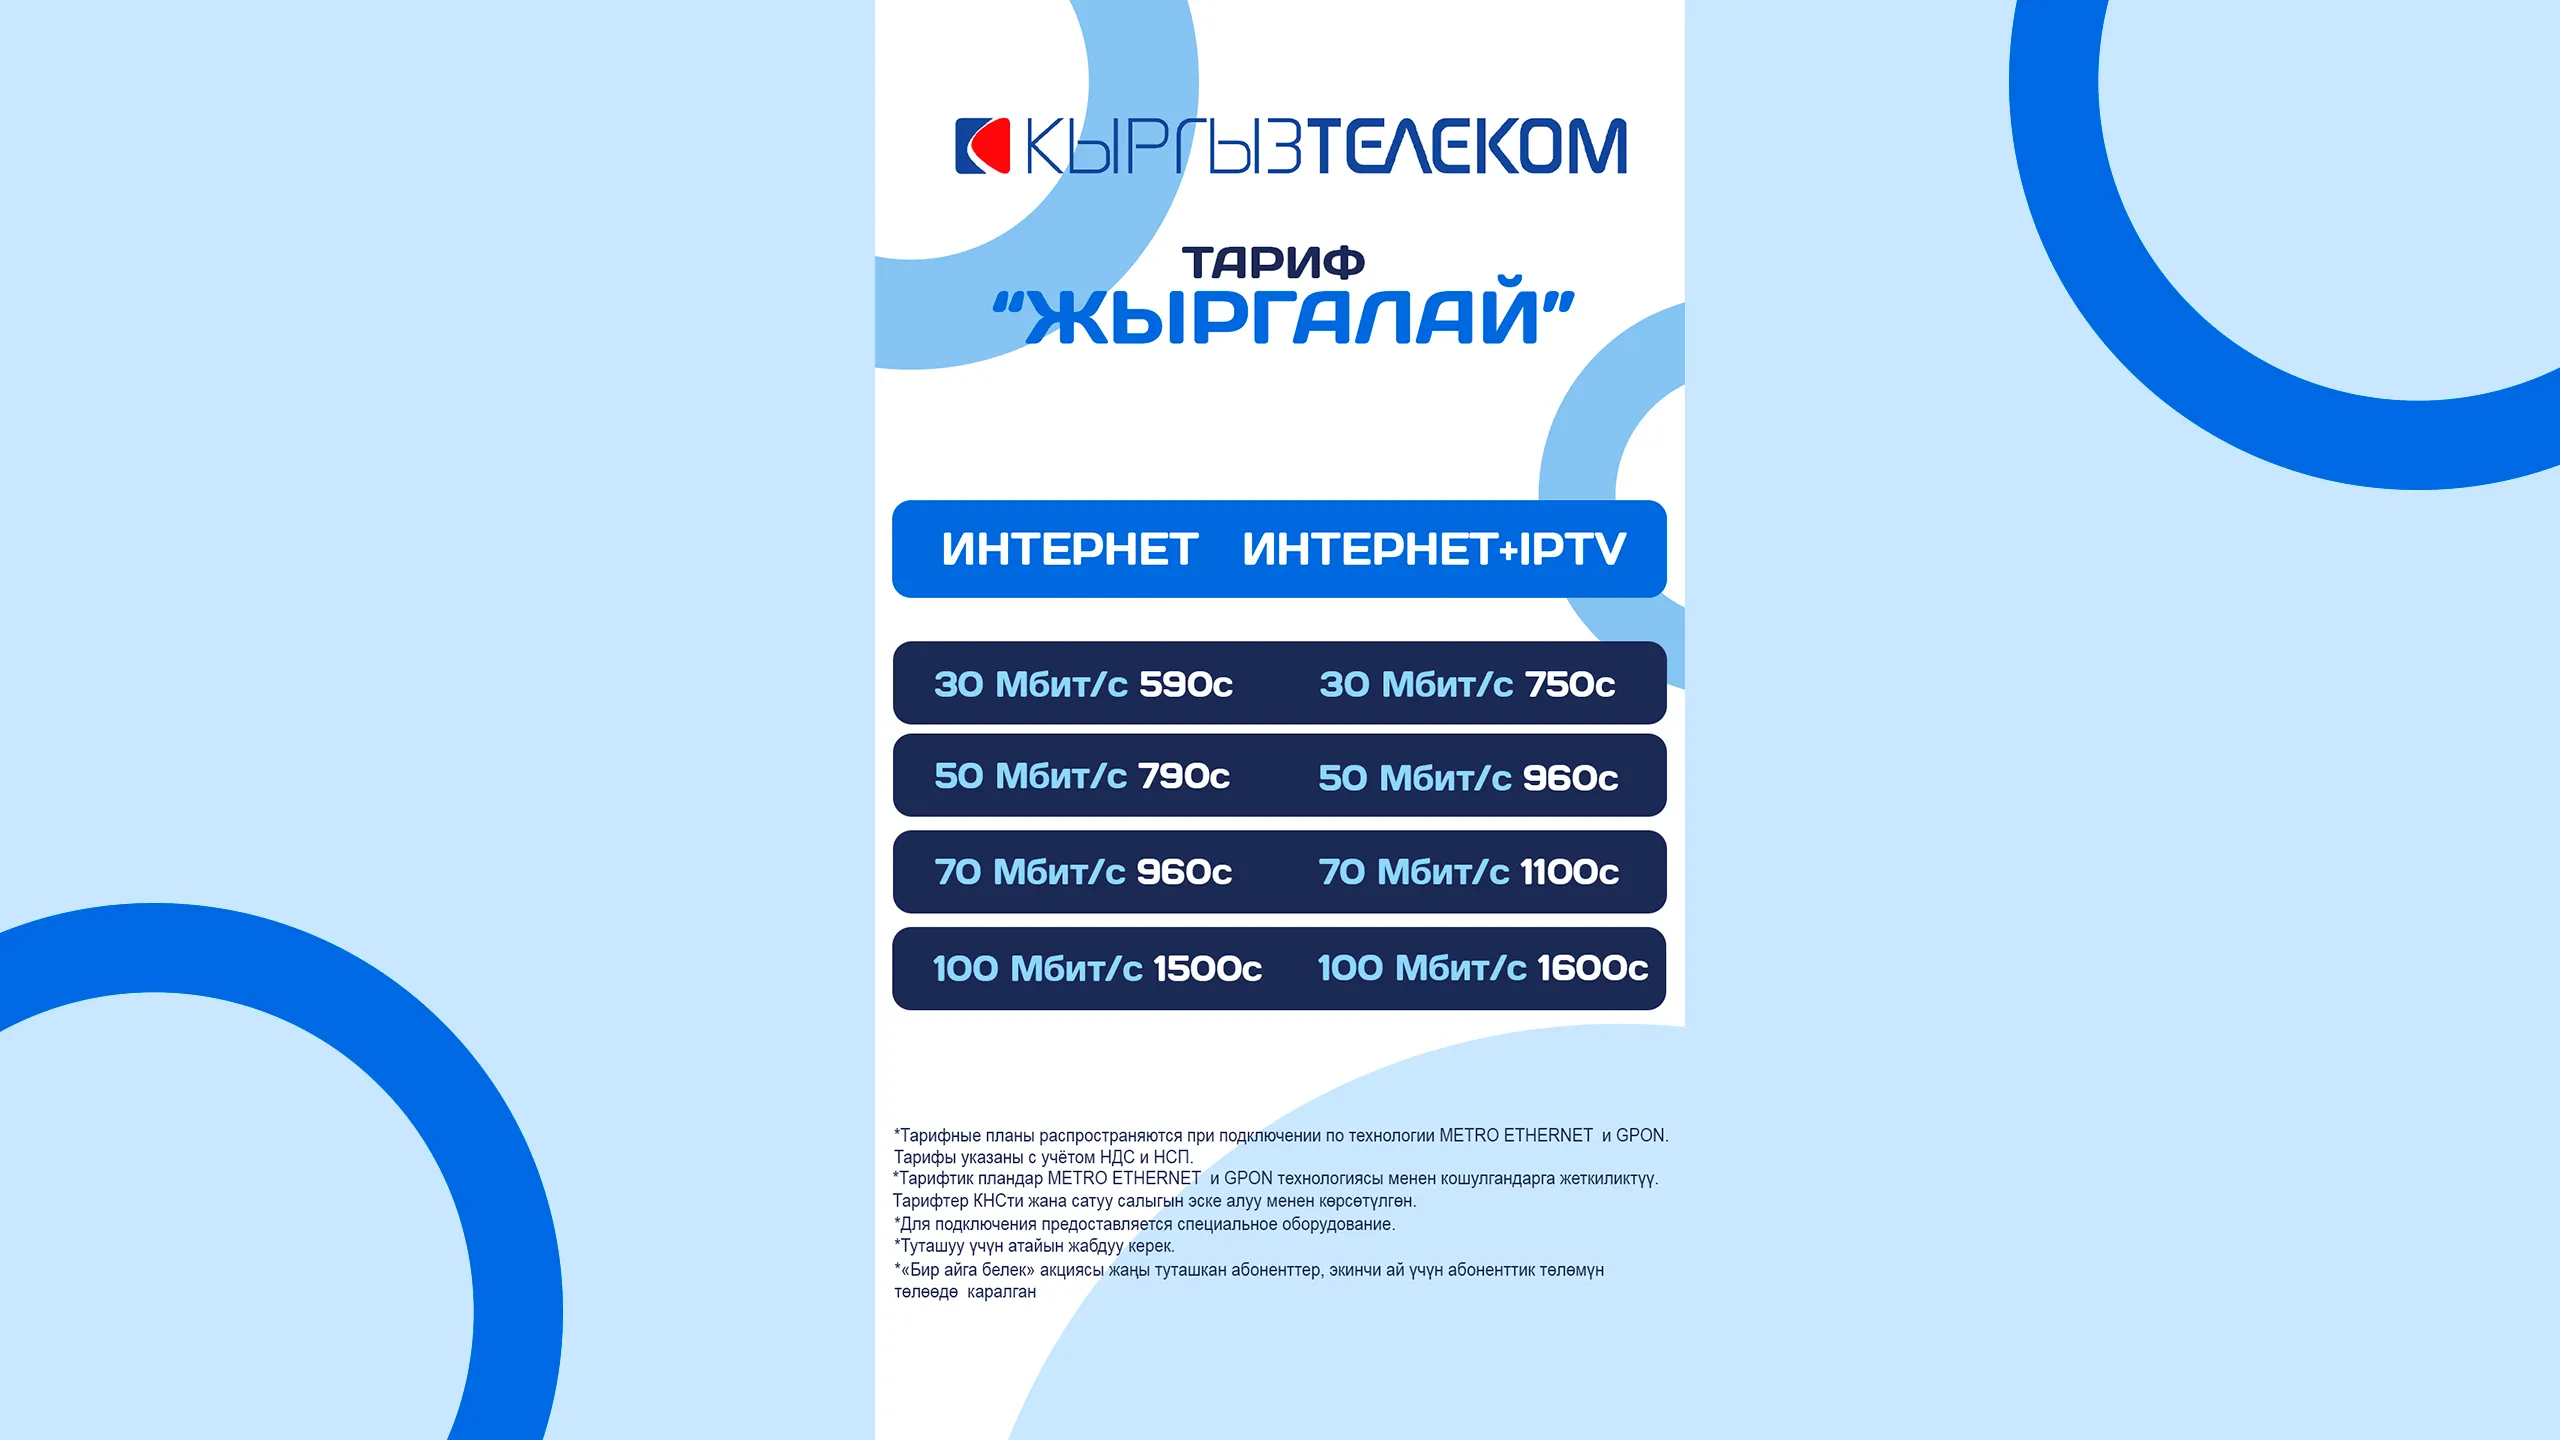 КЫРГЫЗТЕЛЕКОМ
ТАРИФ
“ЖЫРГАЛАЙ”
ИНТЕРНЕТ ИНТЕРНЕТ+IPTV
30 Мбит/с 590с 30 Мбит/с 750с
50 Мбит/с 790с 50 Мбит/с 960с
70 Мбит/с 960с 70 Мбит/с 1100с
100 Мбит/с 1500с 100 Мбит/с 1600с
*Тарифные планы распространяются при подключении по технологии METRO ETHERNET и GPON.
Тарифы указаны с учётом НДС и НСП.
*Тарифтик пландар METRO ETHERNET и GPON технологиясы менен кошулгандарга жеткиликтүү.
Тарифтер КНСти жана сатуу салыгын эске алуу менен көрсөтүлгөн.
*Для подключения предоставляется специальное оборудование.
*Туташуу үчүн атайын жабдуу керек.
*«Бир айга белек» акциясы жаңы туташкан абоненттер, экинчи ай үчүн абоненттик төлөмүн
төлөөдө каралган